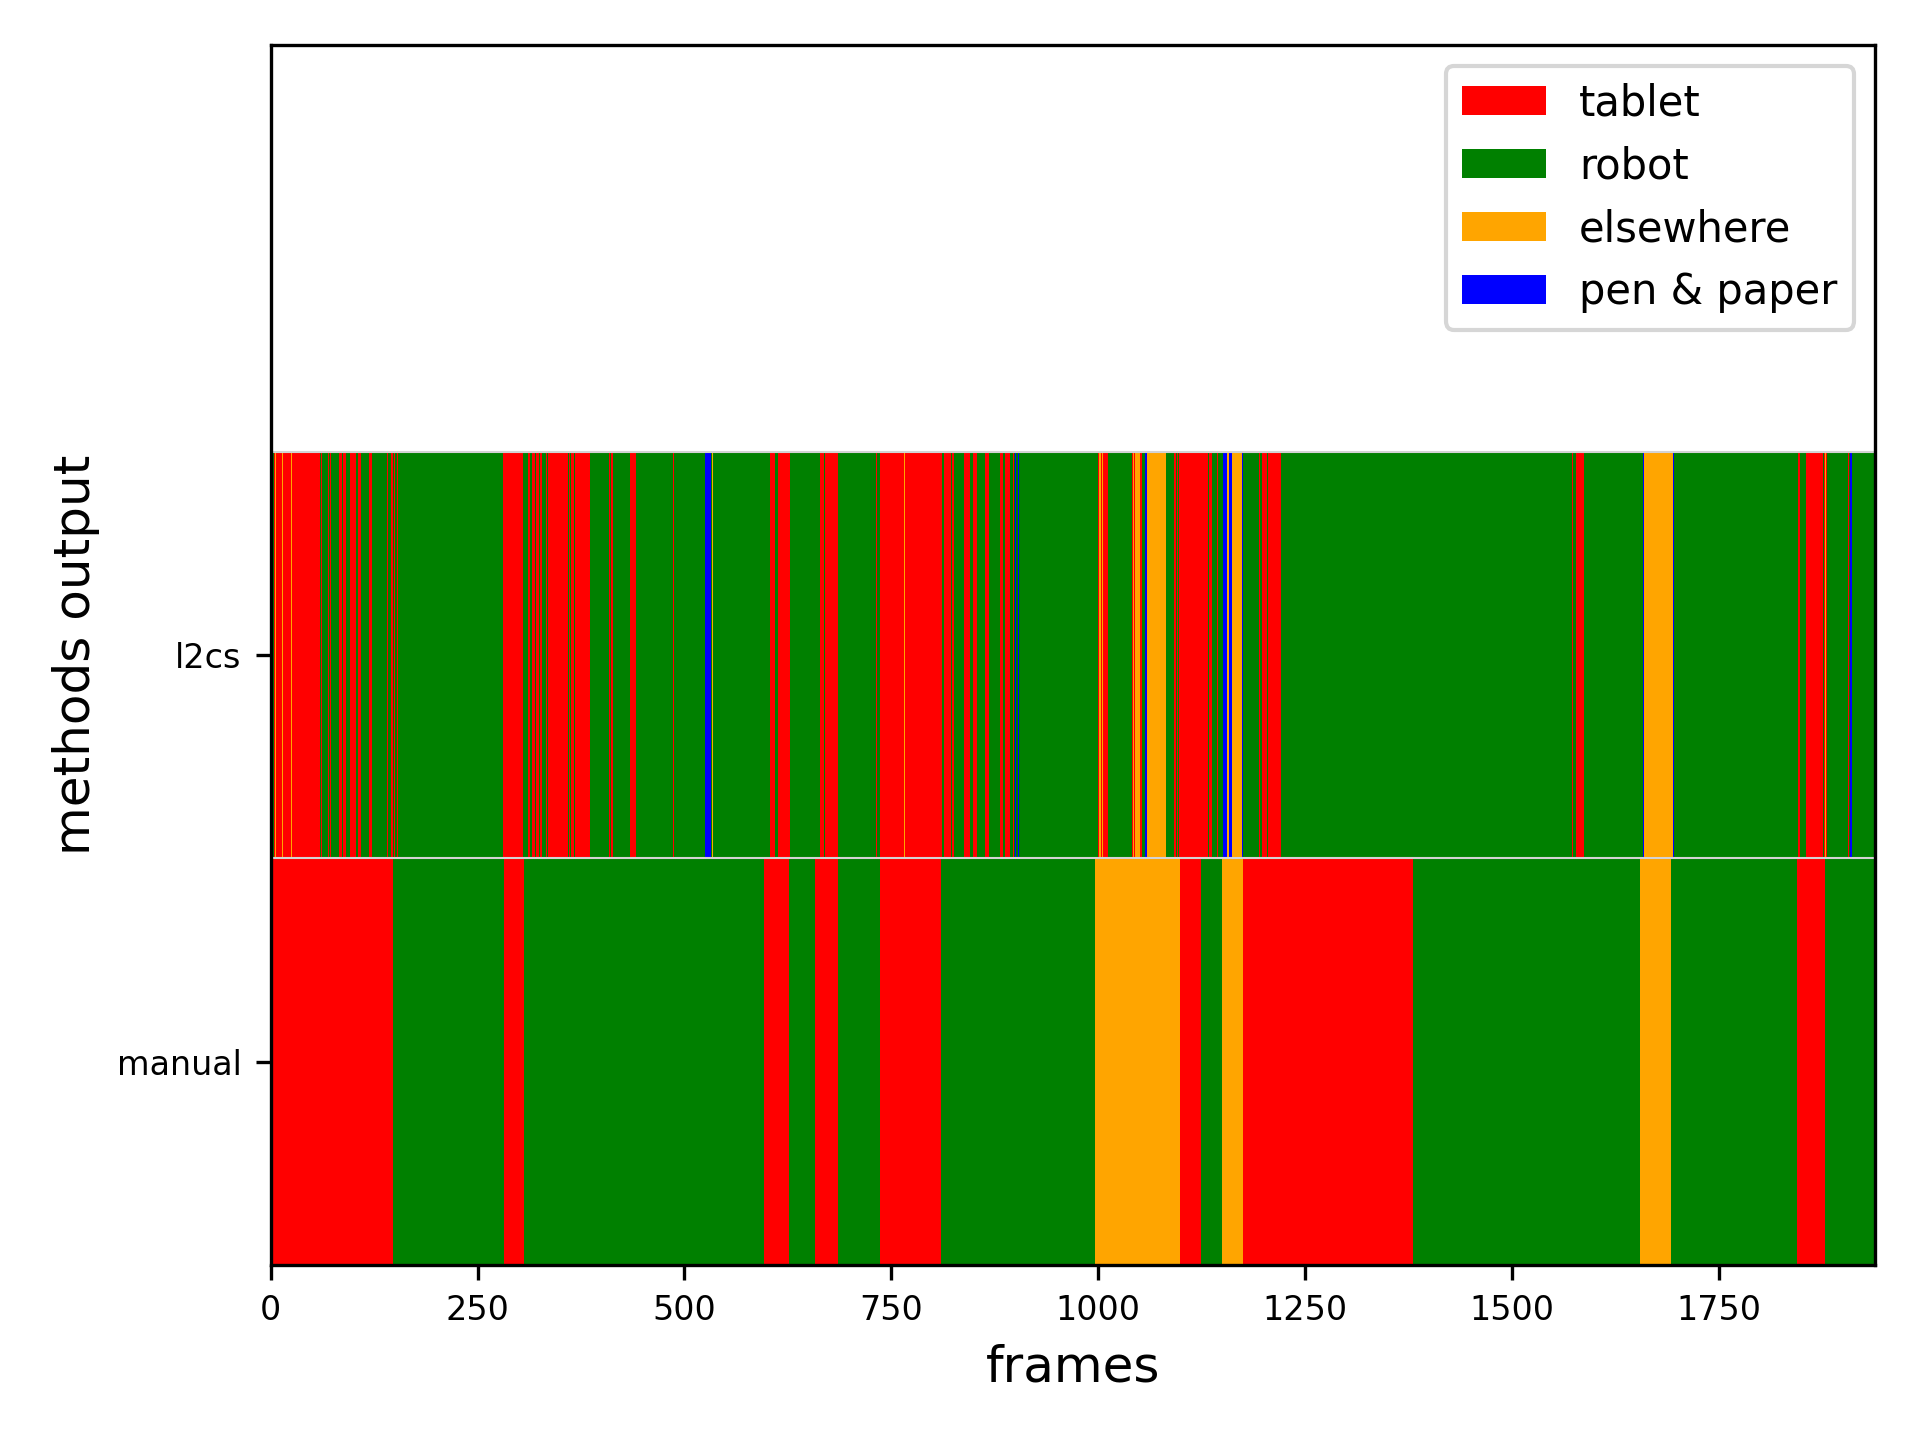 tablet
robot
elsewhere
pen & paper
methods output
l2cs
manual
0 250 500 750 1000 1250 1500 1750
frames